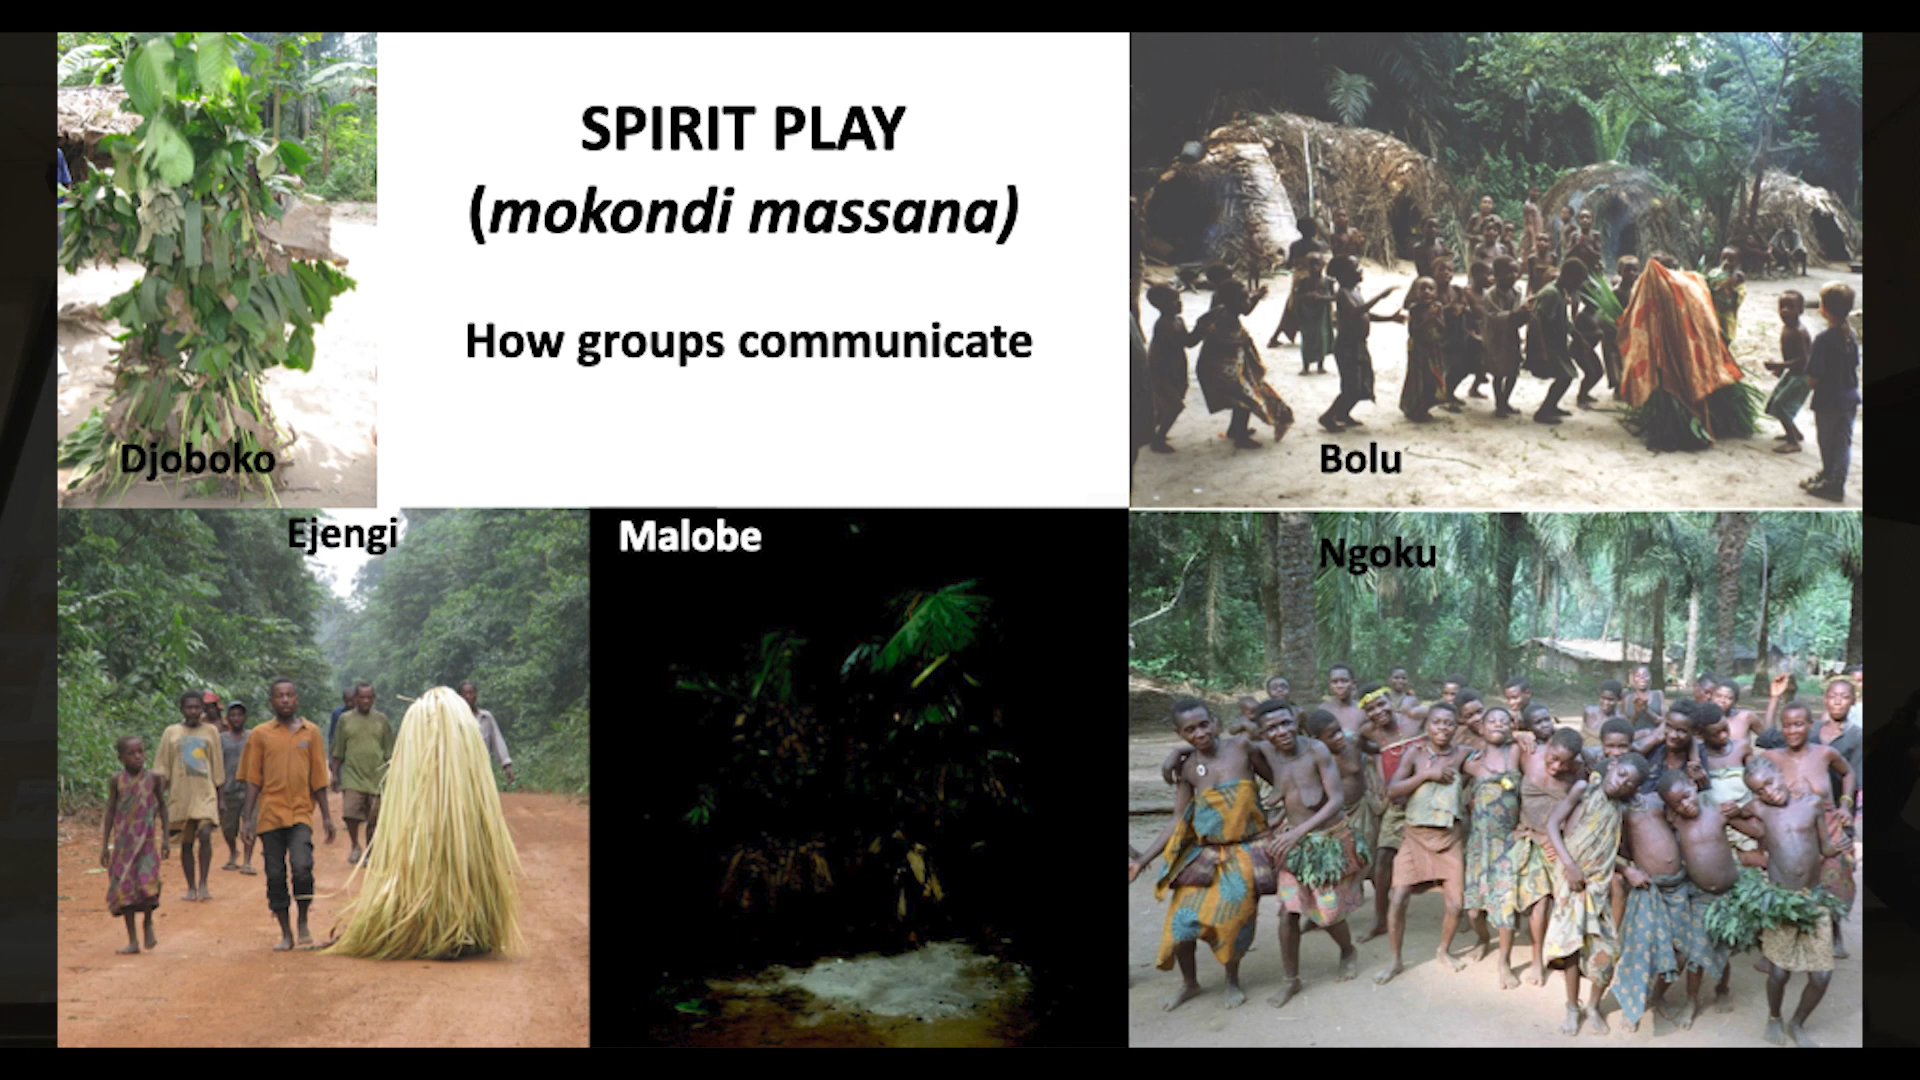 SPIRIT PLAY
(mokondi massana)
How groups communicate
Djoboko
Bolu
Ejengi
Malobe
Ngoku